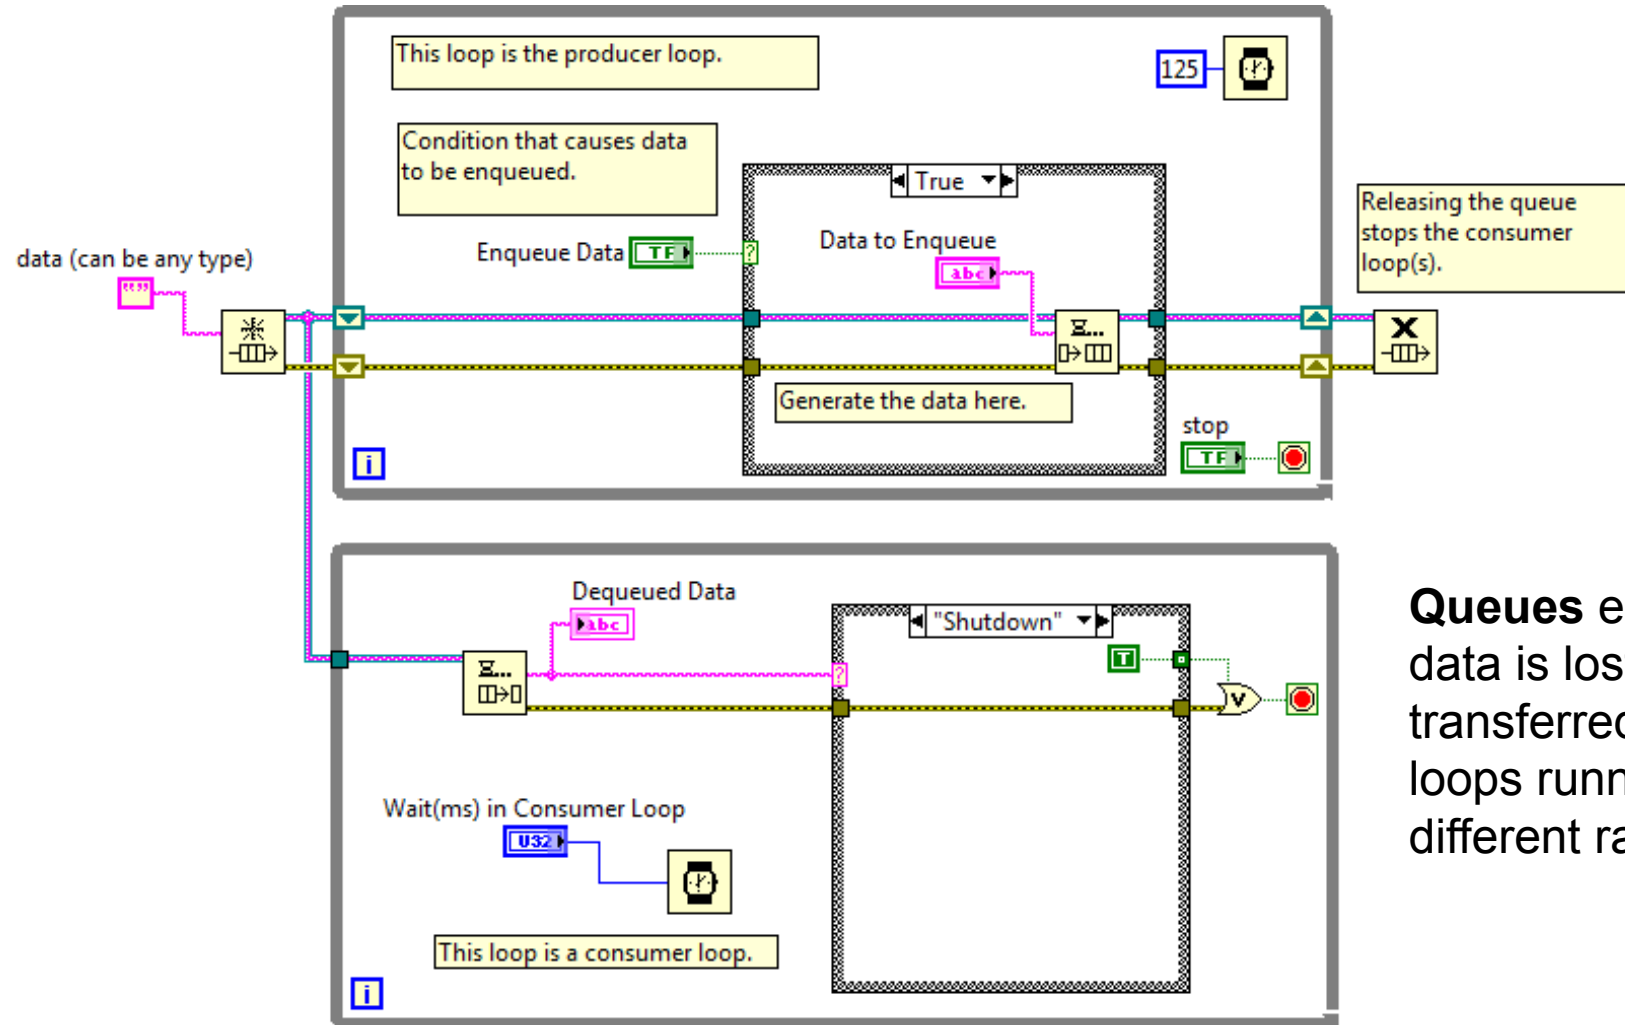 This loop is the producer loop.
125
Condition that causes data
to be enqueued.
True
Releasing the queue
stops the consumer
loop(s).
Enqueue Data
TF
?
Data to Enqueue
abc
data (can be any type)
""
Generate the data here.
stop
TF
i
Dequeued Data
abc
"Shutdown"
T
?
V
Queues e
data is los
transferred
loops runn
different ra
Wait(ms) in Consumer Loop
U32
This loop is a consumer loop.
i